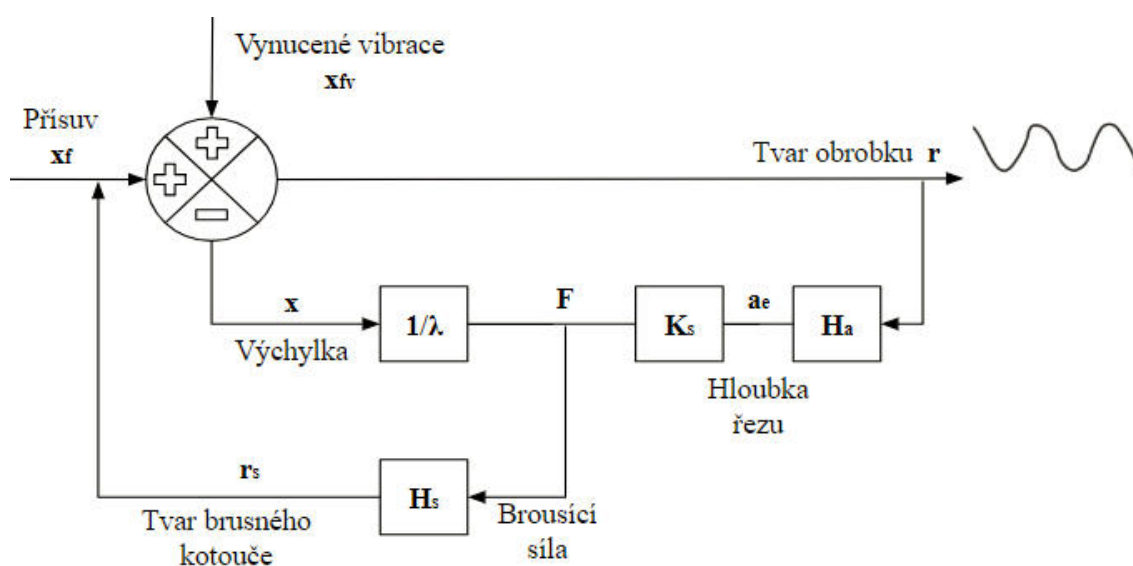 Vynucené vibrace
xfv
Přísuv
xf
Tvar obrobku r
x
Výchylka
1/λ
F
Ks
ae
Ha
Hloubka
řezu
rs
Tvar brusného
kotouče
Hs
Brousící
síla